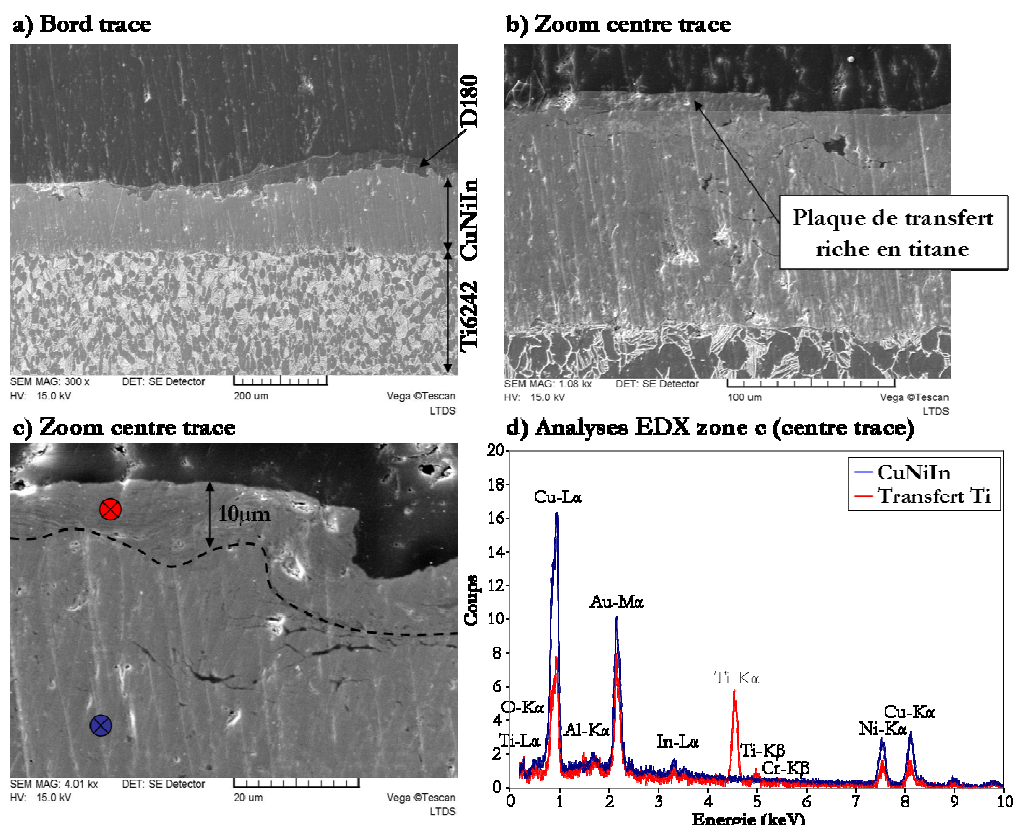 a) Bord trace
D180
CuNiIn
Ti6242
SEM MAG: 300 x
DET: SE Detector
HV: 15.0 kV
200 um
Vega ©Tescan
LTDS
b) Zoom centre trace
Plaque de transfert
riche en titane
SEM MAG: 1.08 kx
DET: SE Detector
HV: 15.0 kV
100 um
Vega ©Tescan
LTDS
c) Zoom centre trace
10µm
SEM MAG: 4.01 kx
DET: SE Detector
HV: 15.0 kV
20 um
Vega ©Tescan
LTDS
d) Analyses EDX zone c (centre trace)
CuNiIn
Transfert Ti
Coups
20
18
16
14
12
10
8
6
4
2
0
Cu-Lα
Au-Mα
Ti-Kα
O-Kα
Ti-Lα
Al-Kα
In-Lα
Ti-Kβ
Cr-Kβ
Ni-Kα
Cu-Kα
0 1 2 3 4 5 6 7 8 9 10
Energie (keV)